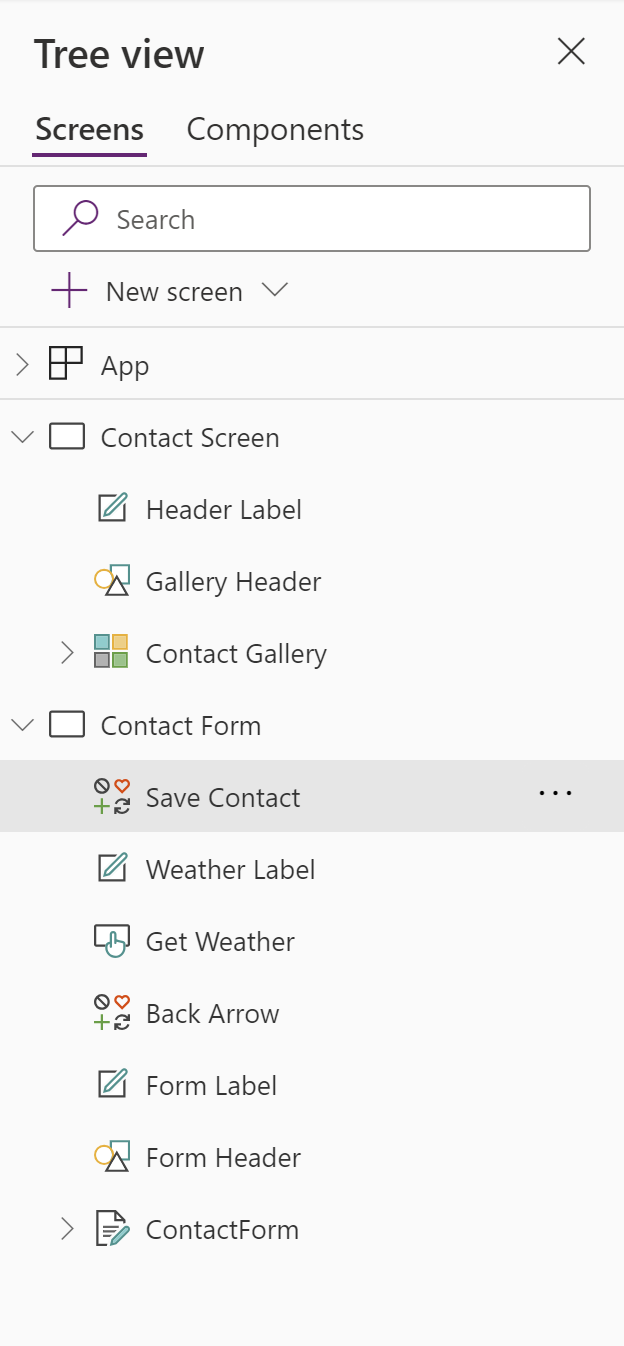 Tree view
Screens Components
Search
New screen
App
Contact Screen
Header Label
Gallery Header
Contact Gallery
Contact Form
Save Contact ...
Weather Label
Get Weather
Back Arrow
Form Label
Form Header
ContactForm